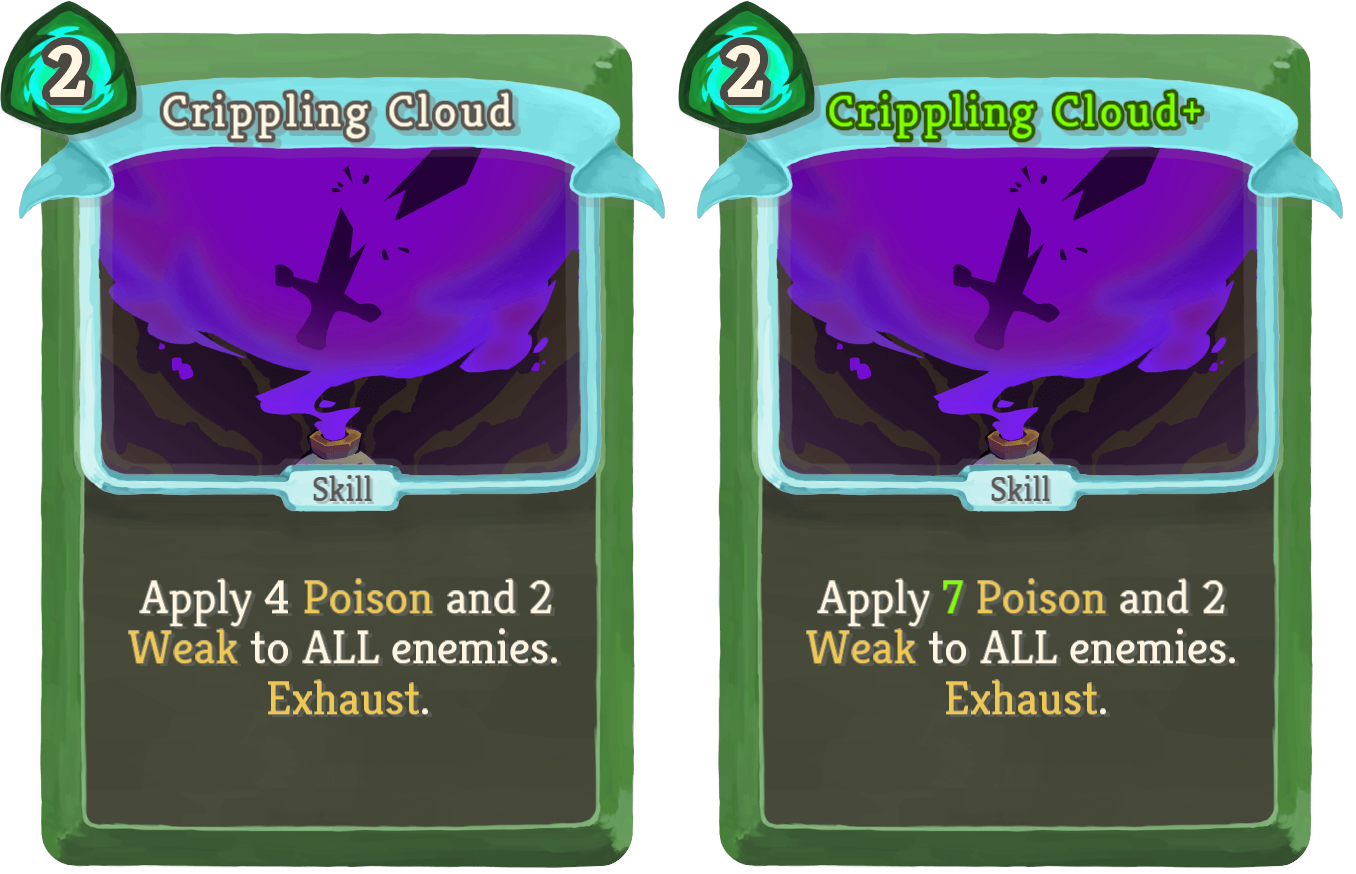 2
Crippling Cloud
Skill
Apply 4 Poison and 2
Weak to ALL enemies.
Exhaust.
2
Crippling Cloud+
Skill
Apply 7 Poison and 2
Weak to ALL enemies.
Exhaust.